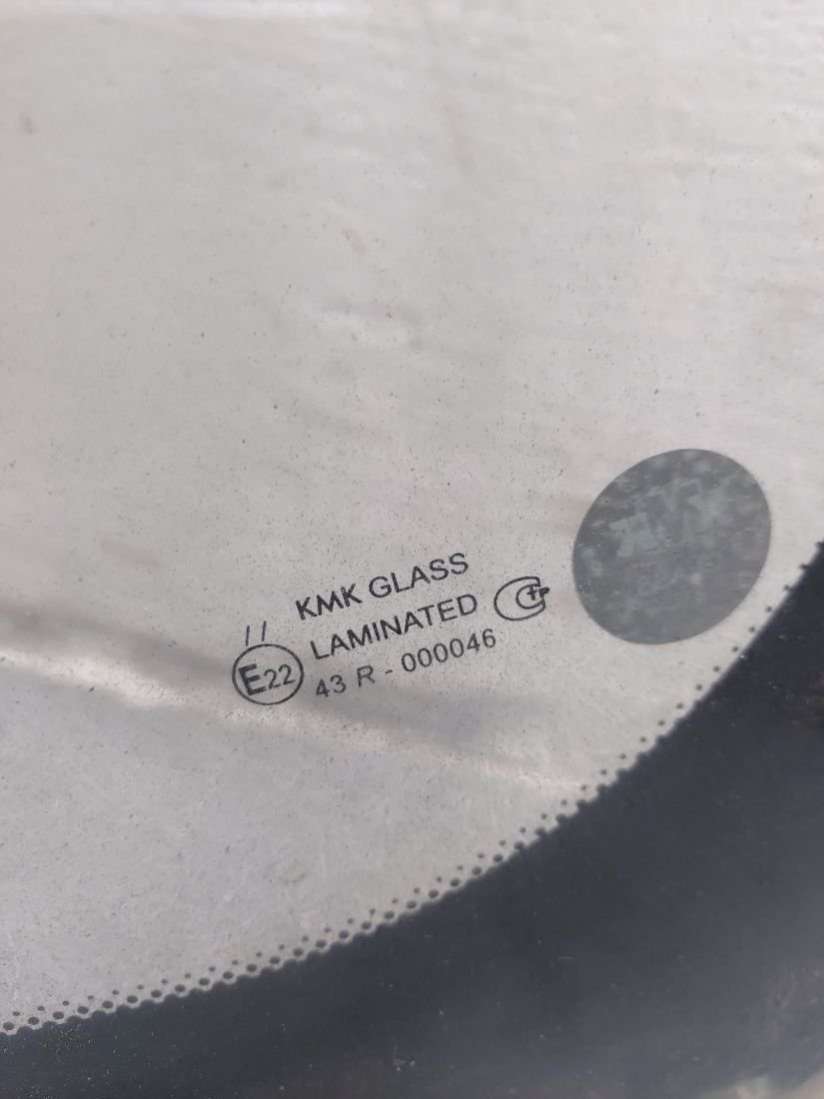 KMK GLASS
//
LAMINATED
E22
43 R - 000046